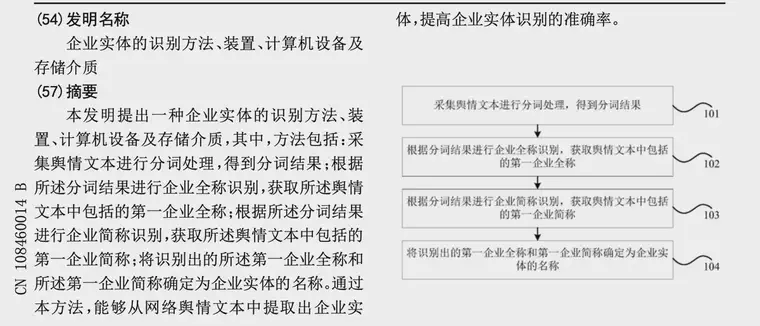 (54)发明名称
企业实体的识别方法、装置、计算机设备及
存储介质
(57)摘要
本发明提出一种企业实体的识别方法、装
置、计算机设备及存储介质,其中,方法包括:采
集舆情文本进行分词处理,得到分词结果;根据
所述分词结果进行企业全称识别,获取所述舆情
文本中包括的第一企业全称;根据所述分词结果
进行企业简称识别,获取所述舆情文本中包括的
第一企业简称;将识别出的所述第一企业全称和
所述第一企业简称确定为企业实体的名称。通过
本方法,能够从网络舆情文本中提取出企业实
体,提高企业实体识别的准确率。
采集舆情文本进行分词处理,得到分词结果
101
根据分词结果进行企业全称识别,获取舆情文本中包括
的第一企业全称
102
根据分词结果进行企业简称识别,获取舆情文本中包括
的第一企业简称
103
将识别出的第一企业全称和第一企业简称确定为企业实
体的名称
104
CN 108460014 B